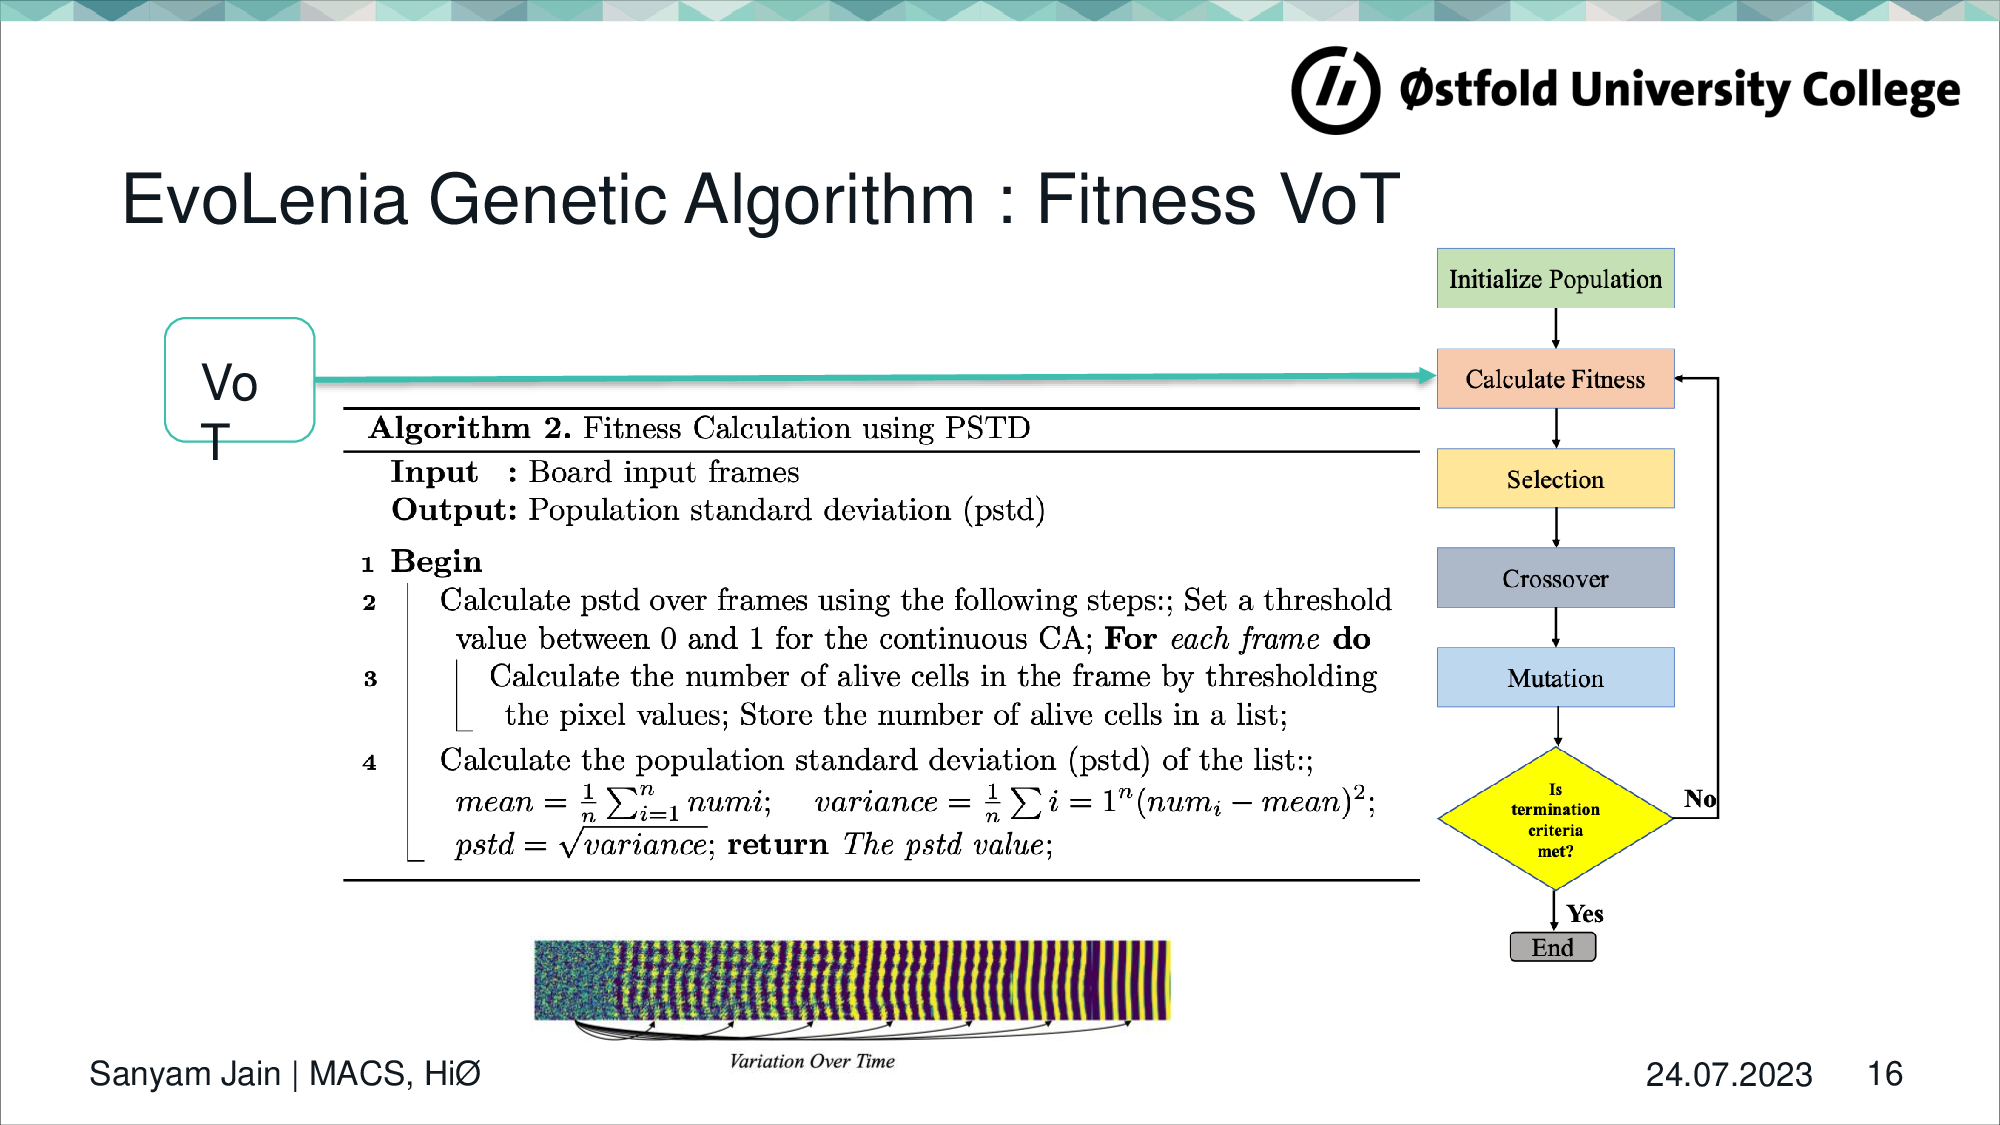 Østfold University College
EvoLenia Genetic Algorithm : Fitness VoT
Vo
T
Algorithm 2. Fitness Calculation using PSTD
Input : Board input frames
Output: Population standard deviation (pstd)
1 Begin
2 Calculate pstd over frames using the following steps:; Set a threshold
value between 0 and 1 for the continuous CA; For each frame do
3 Calculate the number of alive cells in the frame by thresholding
the pixel values; Store the number of alive cells in a list;
4 Calculate the population standard deviation (pstd) of the list:;
mean = \frac{1}{n} \sum_{i=1}^{n} numi; variance = \frac{1}{n} \sum i = 1^n(num_i − mean)^2;
pstd = \sqrt{variance}; return The pstd value;
Initialize Population
Calculate Fitness
Selection
Crossover
Mutation
Is
termination
criteria
met?
No
Yes
End
Variation Over Time
Sanyam Jain | MACS, HiØ
24.07.2023
16